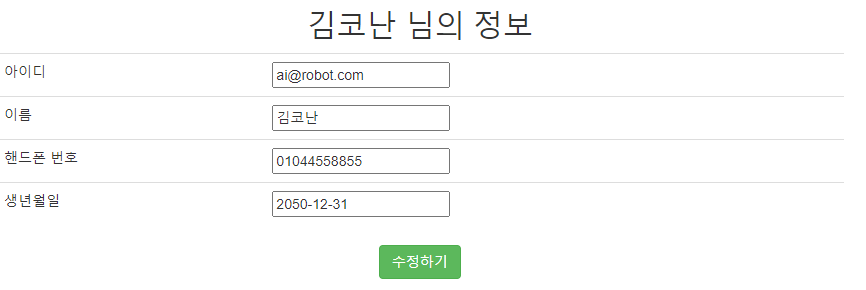 김코난 님의 정보
아이디 ai@robot.com
이름 김코난
핸드폰 번호 01044558855
생년월일 2050-12-31
수정하기